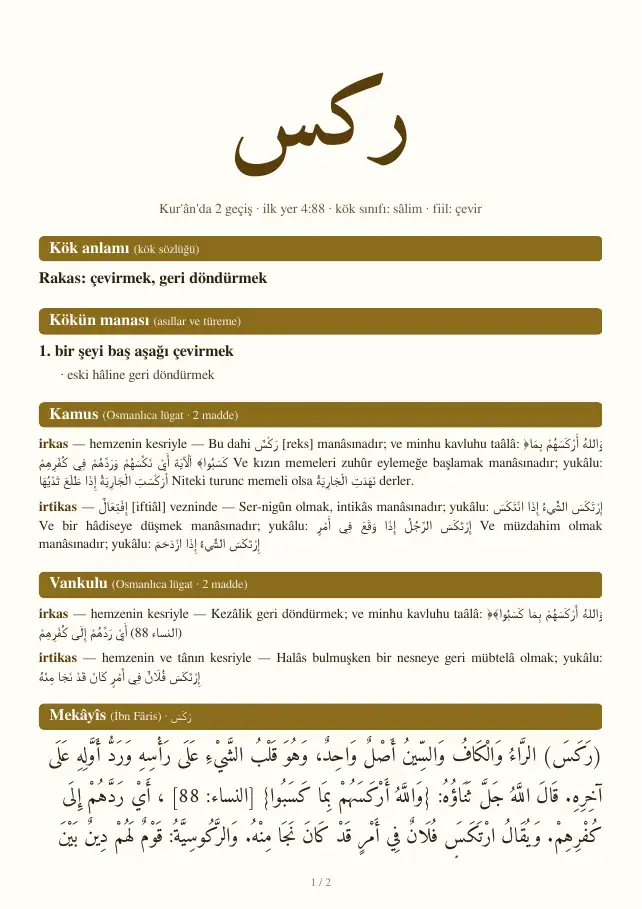 ركس
Kur'ân'da 2 geçiş · ilk yer 4:88 · kök sınıfı: sâlim · fiil: çevir
Kök anlamı (kök sözlüğü)
Rakas: çevirmek, geri döndürmek
Kökün manası (asıllar ve türeme)
1. bir şeyi baş aşağı çevirmek
· eski hâline geri döndürmek
Kamus (Osmanlıca lügat · 2 madde)
irkas — hemzenin kesriyle — Bu dahi رَكْسٌ [reks] manâsınadır; ve minhu kavluhu taâlâ: ﴿وَاللهُ أَرْكَسَهُمْ بِمَا
كَسَبُوا﴾ اَلْآيَةَ أَيْ نَكَّسَهُمْ وَرَدَّهُمْ فِي كُفْرِهِمْ Ve kızın memeleri zuhûr eylemeğe başlamak manâsınadır; yukâlu:
أَرْكَسَتِ الْجَارِيَةُ إِذَا طَلَعَ ثَدْيُهَا Niteki turunc memeli olsa نَهَدَتِ الْجَارِيَةُ derler.
irtikas — إِفْتِعَالٌ [iftiâl] vezninde — Ser-nigûn olmak, intikâs manâsınadır; yukâlu: إِرْتَكَسَ الشَّيْءُ إِذَا انْتَكَسَ
Ve bir hâdiseye düşmek manâsınadır; yukâlu: إِرْتَكَسَ الرَّجُلُ إِذَا وَقَعَ فِي أَمْرٍ Ve müzdahim olmak
manâsınadır; yukâlu: إِرْتَكَسَ الشَّيْءُ إِذَا ازْدَحَمَ
Vankulu (Osmanlıca lügat · 2 madde)
irkas — hemzenin kesriyle — Kezâlik geri döndürmek; ve minhu kavluhu taâlâ: ﴿﴿وَاللهُ أَرْكَسَهُمْ بِمَا كَسَبُوا
(النساء 88) أَيْ رَدَّهُمْ إِلَى كُفْرِهِمْ
irtikas — hemzenin ve tânın kesriyle — Halâs bulmuşken bir nesneye geri mübtelâ olmak; yukâlu:
إِرْتَكَسَ فُلَانٌ فِي أَمْرٍ كَانَ قَدْ نَجَا مِنْهُ
Mekâyîs (İbn Fâris) · رَكَسَ
(رَكَسَ) الرَّاءُ وَالْكَافُ وَالسِّينُ أَصْلٌ وَاحِدٌ، وَهُوَ قَلْبُ الشَّيْءِ عَلَى رَأْسِهِ وَرَدُّ أَوَّلِهِ عَلَى
آخِرِهِ. قَالَ اللَّهُ جَلَّ ثَنَاؤُهُ: {وَاللَّهُ أَرْكَسَهُمْ بِمَا كَسَبُوا} [النساء: 88] ، أَيْ رَدَّهُمْ إِلَى
كُفْرِهِمْ. وَيُقَالُ ارْتَكَسَ فُلَانٌ فِي أَمْرٍ قَدْ كَانَ نَجَا مِنْهُ. وَالرَّكُوسِيَّةُ: قَوْمٌ لَهُمْ دِينٌ بَيْنَ
1 / 2